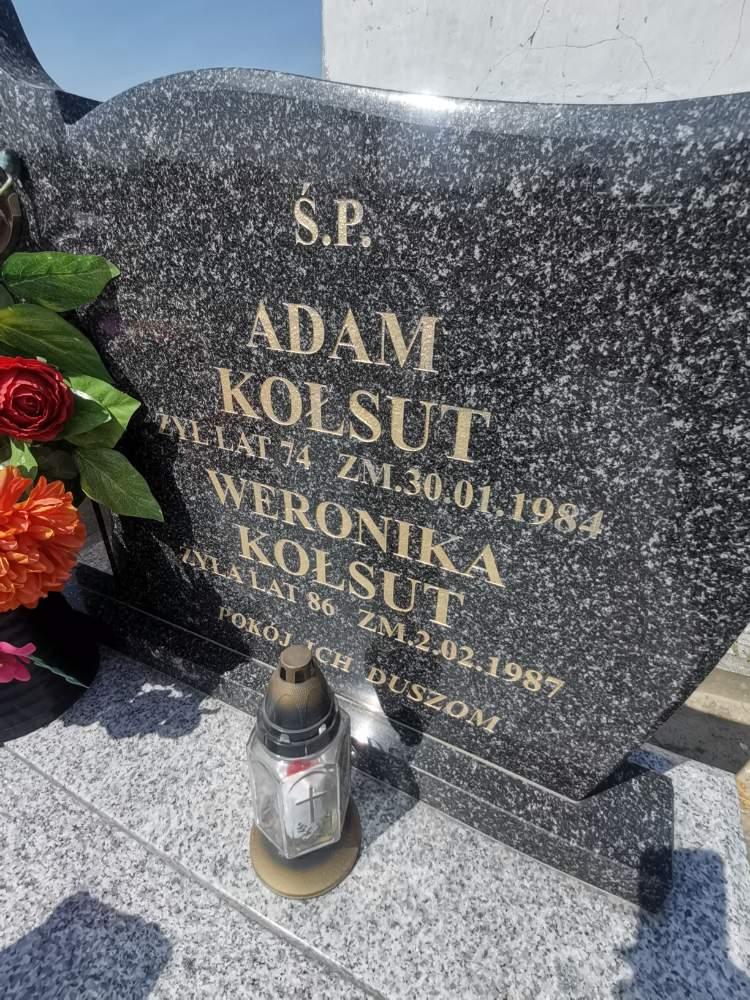 Ś.P.
ADAM
KOŁSUT
ŻYŁ LAT 74 ZM.30.01.1984
WERONIKA
KOŁSUT
ŻYŁA LAT 86 ZM.2.02.1987
POKÓJ ICH DUSZOM